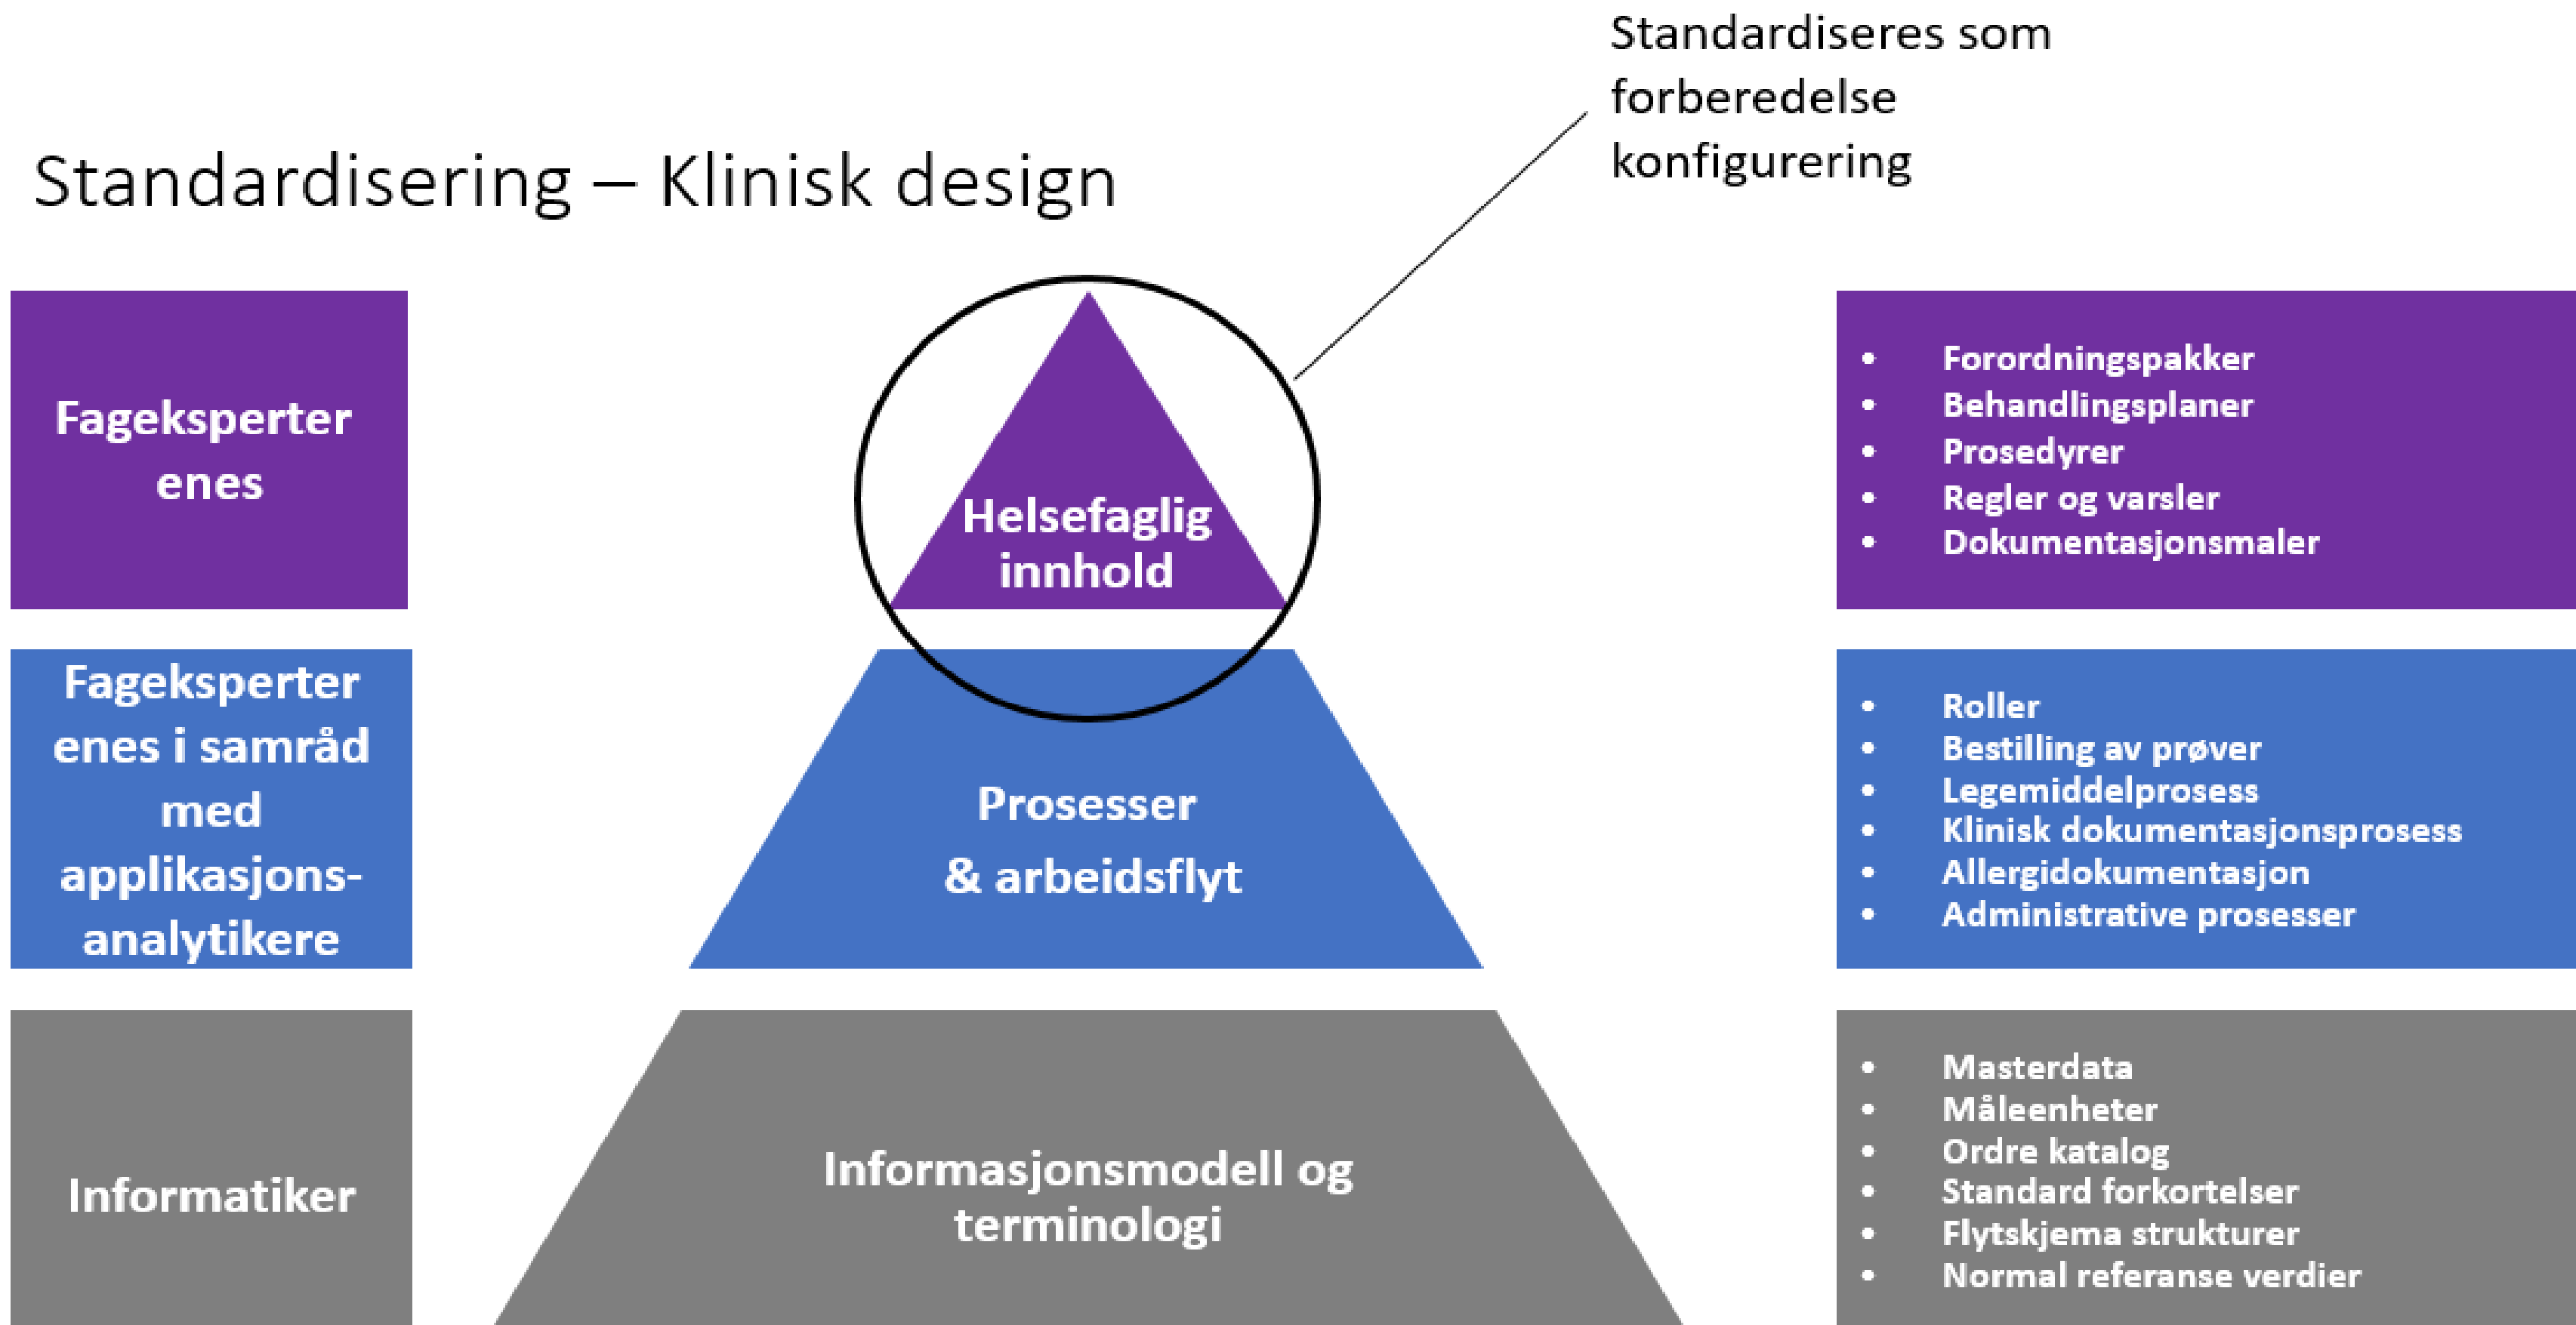 Standardiseres som
forberedelse
konfigurering
Standardisering – Klinisk design
Fageksperter
enes
Helsefaglig
innhold
• Forordningspakker
• Behandlingsplaner
• Prosedyrer
• Regler og varsler
• Dokumentasjonsmaler
Fageksperter
enes i samråd
med
applikasjons-
analytikere
Prosesser
& arbeidsflyt
• Roller
• Bestilling av prøver
• Legemiddelprosess
• Klinisk dokumentasjonsprosess
• Allergidokumentasjon
• Administrative prosesser
Informatiker
Informasjonsmodell og
terminologi
• Masterdata
• Måleenheter
• Ordre katalog
• Standard forkortelser
• Flytskjema strukturer
• Normal referanse verdier